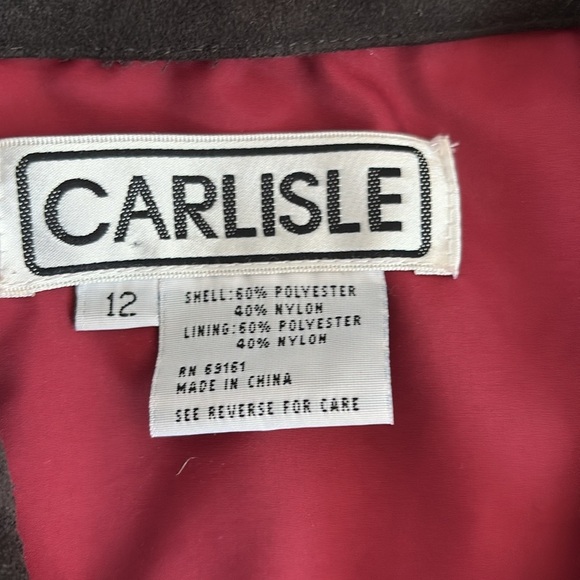 CARLISLE
12
SHELL:60% POLYESTER
40% NYLON
LINING:60% POLYESTER
40% NYLON
RN 69161
MADE IN CHINA
SEE REVERSE FOR CARE